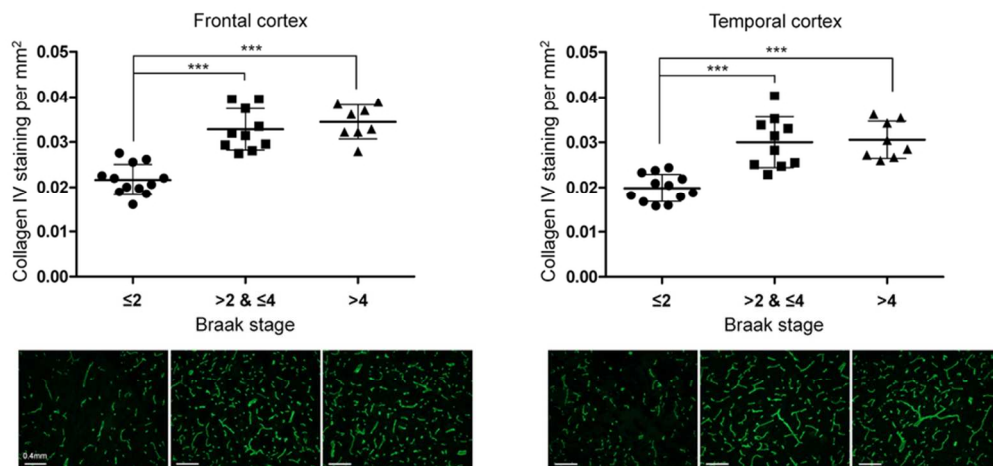 Frontal cortex
Collagen IV staining per mm²
0.05
0.04
0.03
0.02
0.01
0.00
***
***
≤2
>2 & ≤4
>4
Braak stage
0.4mm
Temporal cortex
Collagen IV staining per mm²
0.05
0.04
0.03
0.02
0.01
0.00
***
***
≤2
>2 & ≤4
>4
Braak stage